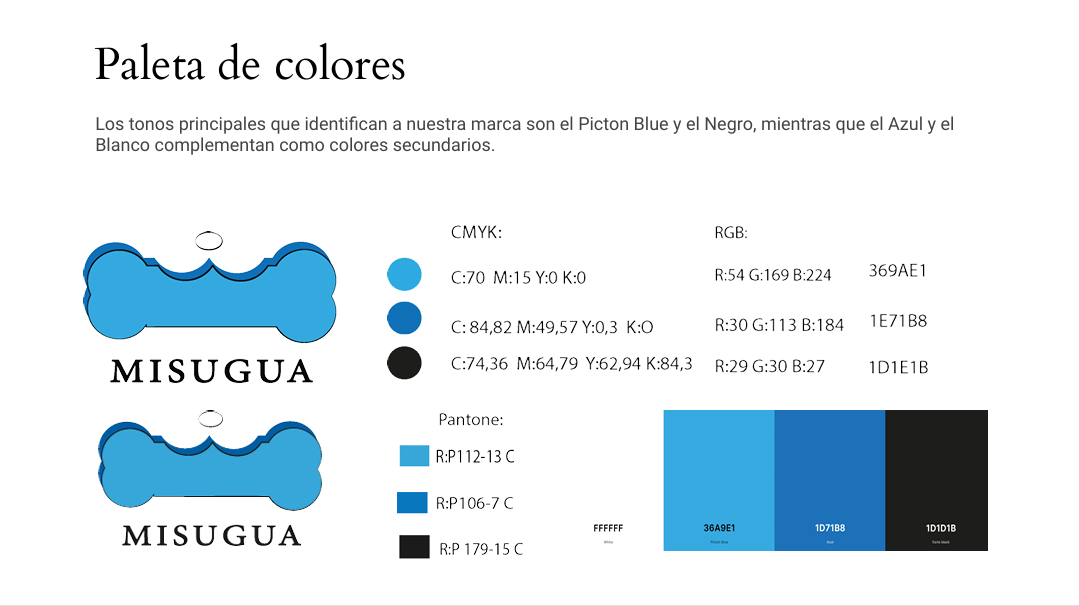 Paleta de colores
Los tonos principales que identifican a nuestra marca son el Picton Blue y el Negro, mientras que el Azul y el
Blanco complementan como colores secundarios.
CMYK:
RGB:
C:70 M:15 Y:0 K:0
R:54 G:169 B:224
369AE1
C: 84,82 M:49,57 Y:0,3 K:O
R:30 G:113 B:184
1E71B8
C:74,36 M:64,79 Y:62,94 K:84,3
R:29 G:30 B:27
1D1E1B
MISUGUA
Pantone:
R:P112-13 C
R:P106-7 C
R:P 179-15 C
MISUGUA
FFFFFF
White
36A9E1
Picton Blue
1D71B8
Azul
1D1D1B